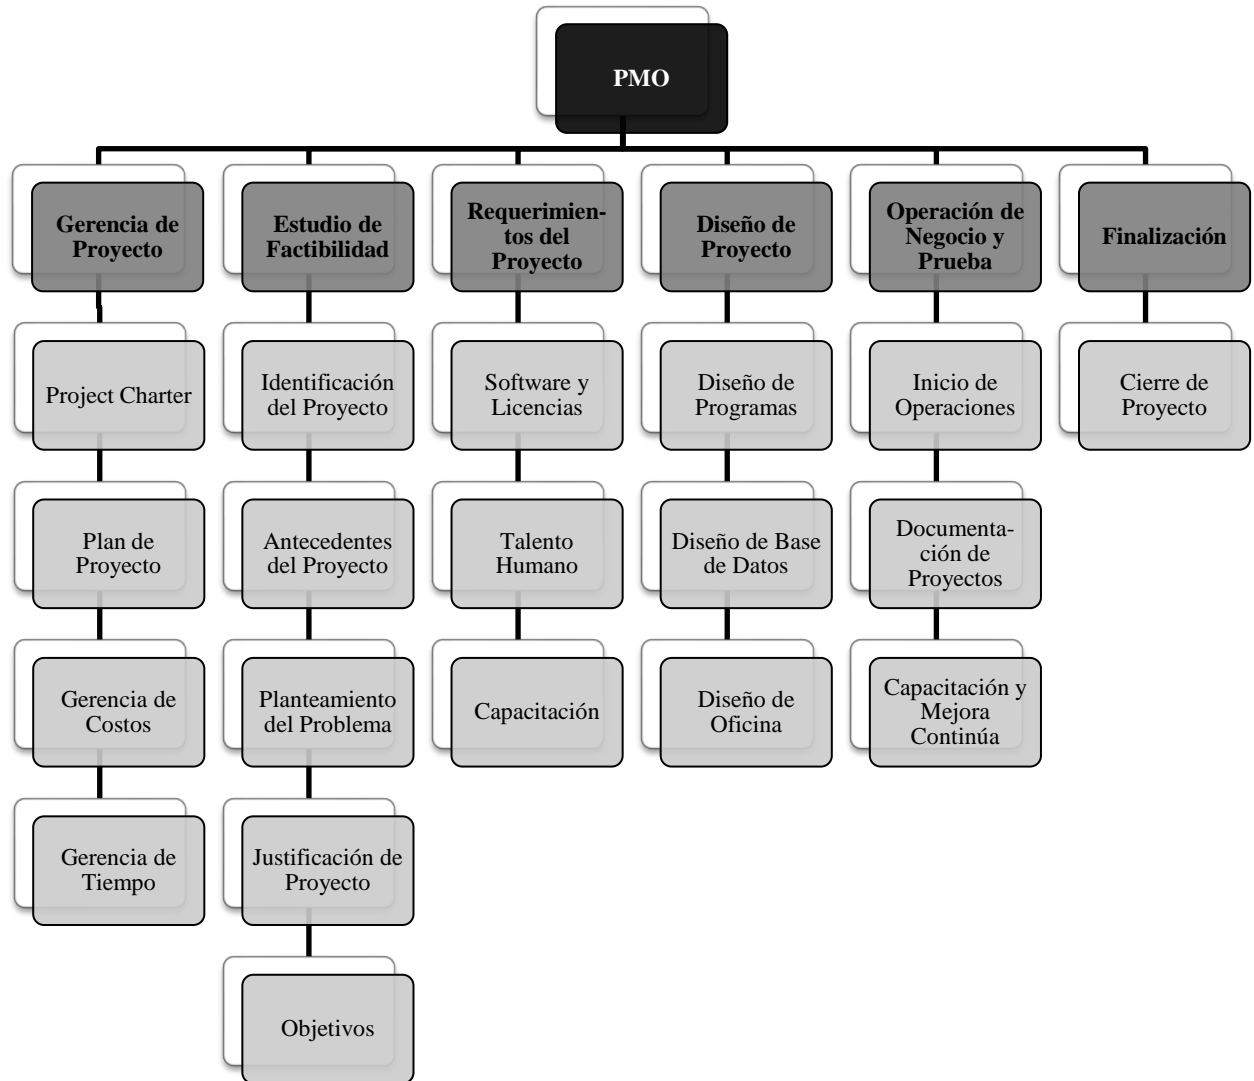 PMO
Gerencia de
Proyecto
Estudio de
Factibilidad
Requerimien-
tos del
Proyecto
Diseño de
Proyecto
Operación de
Negocio y
Prueba
Finalización
Project Charter
Identificación
del Proyecto
Software y
Licencias
Diseño de
Programas
Inicio de
Operaciones
Cierre de
Proyecto
Plan de
Proyecto
Antecedentes
del Proyecto
Talento
Humano
Diseño de Base
de Datos
Documenta-
ción de
Proyectos
Gerencia de
Costos
Planteamiento
del Problema
Capacitación
Diseño de
Oficina
Capacitación y
Mejora
Continúa
Gerencia de
Tiempo
Justificación de
Proyecto
Objetivos